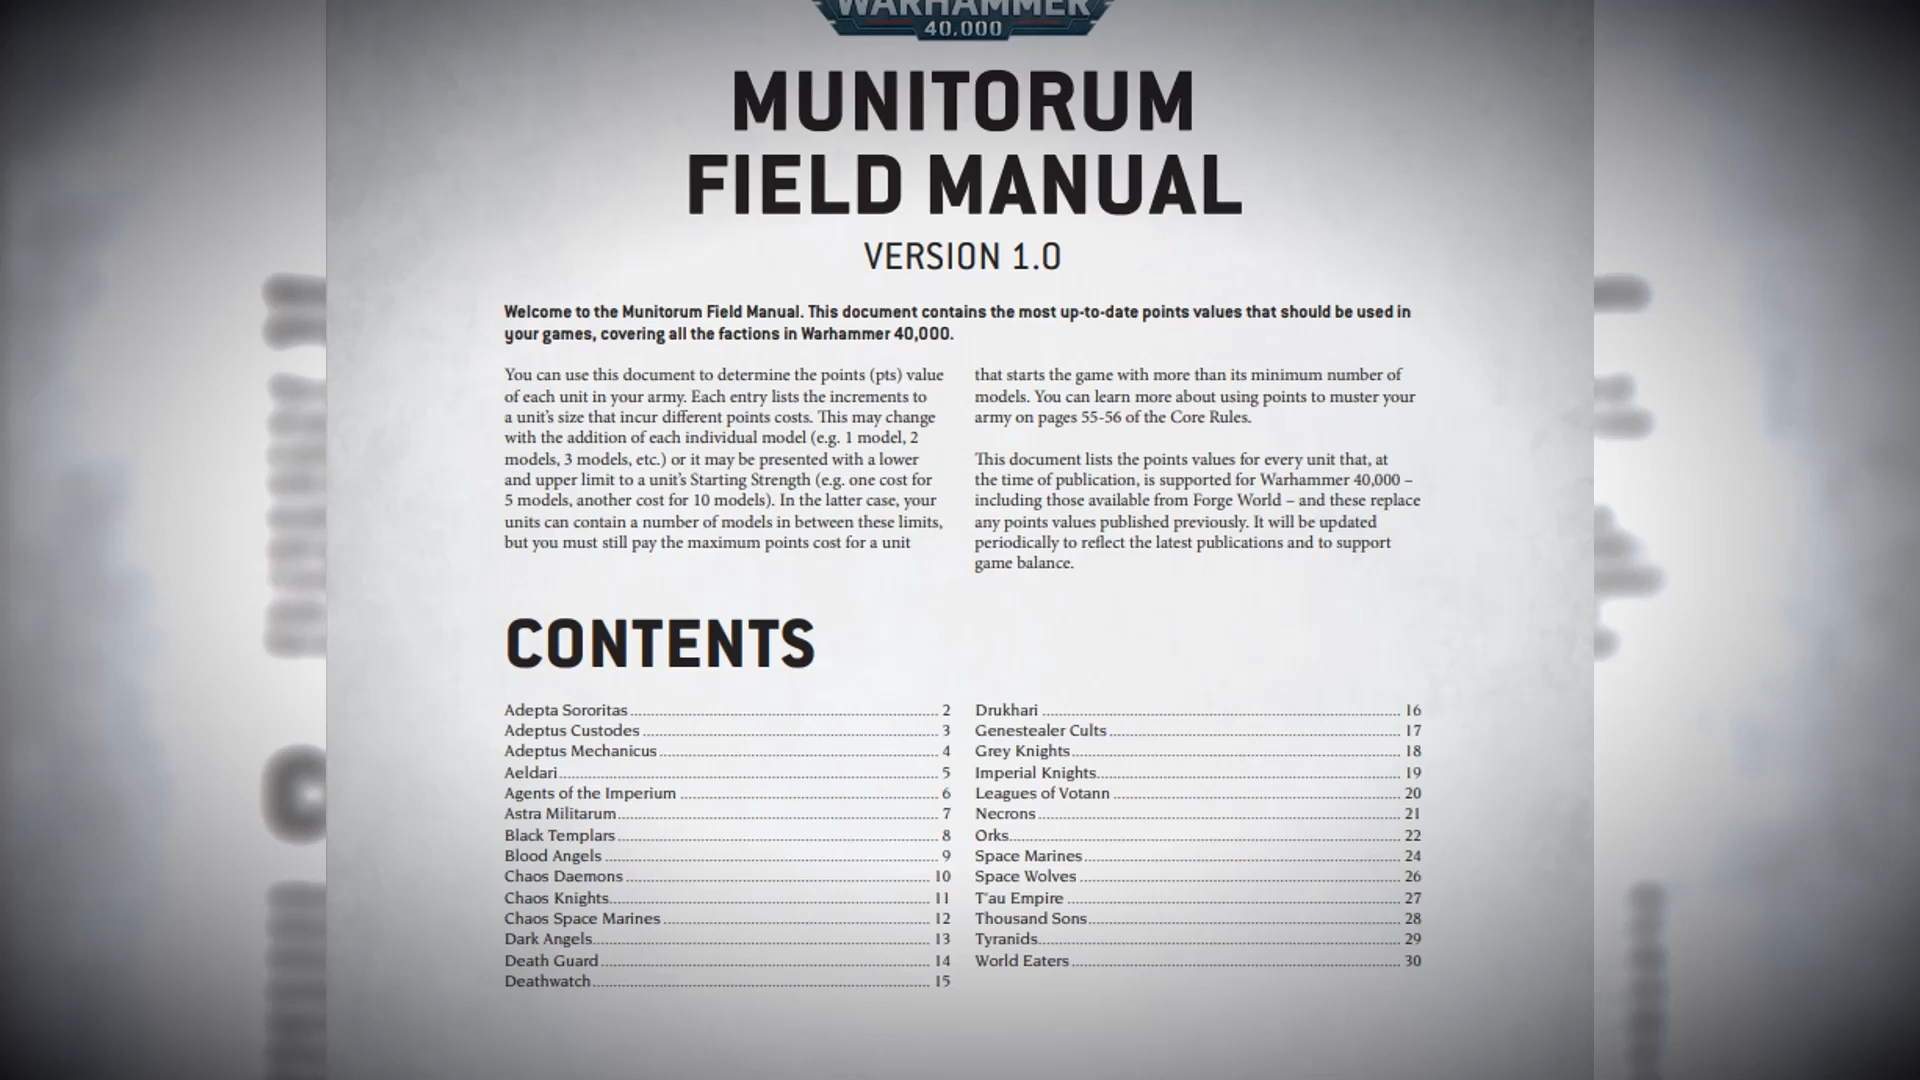 WARHAMMER
40,000
MUNITORUM
FIELD MANUAL
VERSION 1.0
Welcome to the Munitorum Field Manual. This document contains the most up-to-date points values that should be used in
your games, covering all the factions in Warhammer 40,000.
You can use this document to determine the points (pts) value
of each unit in your army. Each entry lists the increments to
a unit's size that incur different points costs. This may change
with the addition of each individual model (e.g. 1 model, 2
models, 3 models, etc.) or it may be presented with a lower
and upper limit to a unit's Starting Strength (e.g. one cost for
5 models, another cost for 10 models). In the latter case, your
units can contain a number of models in between these limits,
but you must still pay the maximum points cost for a unit
that starts the game with more than its minimum number of
models. You can learn more about using points to muster your
army on pages 55-56 of the Core Rules.
This document lists the points values for every unit that, at
the time of publication, is supported for Warhammer 40,000 –
including those available from Forge World – and these replace
any points values published previously. It will be updated
periodically to reflect the latest publications and to support
game balance.
CONTENTS
Adepta Sororitas 2
Adeptus Custodes 3
Adeptus Mechanicus 4
Aeldari 5
Agents of the Imperium 6
Astra Militarum 7
Black Templars 8
Blood Angels 9
Chaos Daemons 10
Chaos Knights 11
Chaos Space Marines 12
Dark Angels 13
Death Guard 14
Deathwatch 15
Drukhari 16
Genestealer Cults 17
Grey Knights 18
Imperial Knights 19
Leagues of Votann 20
Necrons 21
Orks 22
Space Marines 24
Space Wolves 26
T'au Empire 27
Thousand Sons 28
Tyranids 29
World Eaters 30